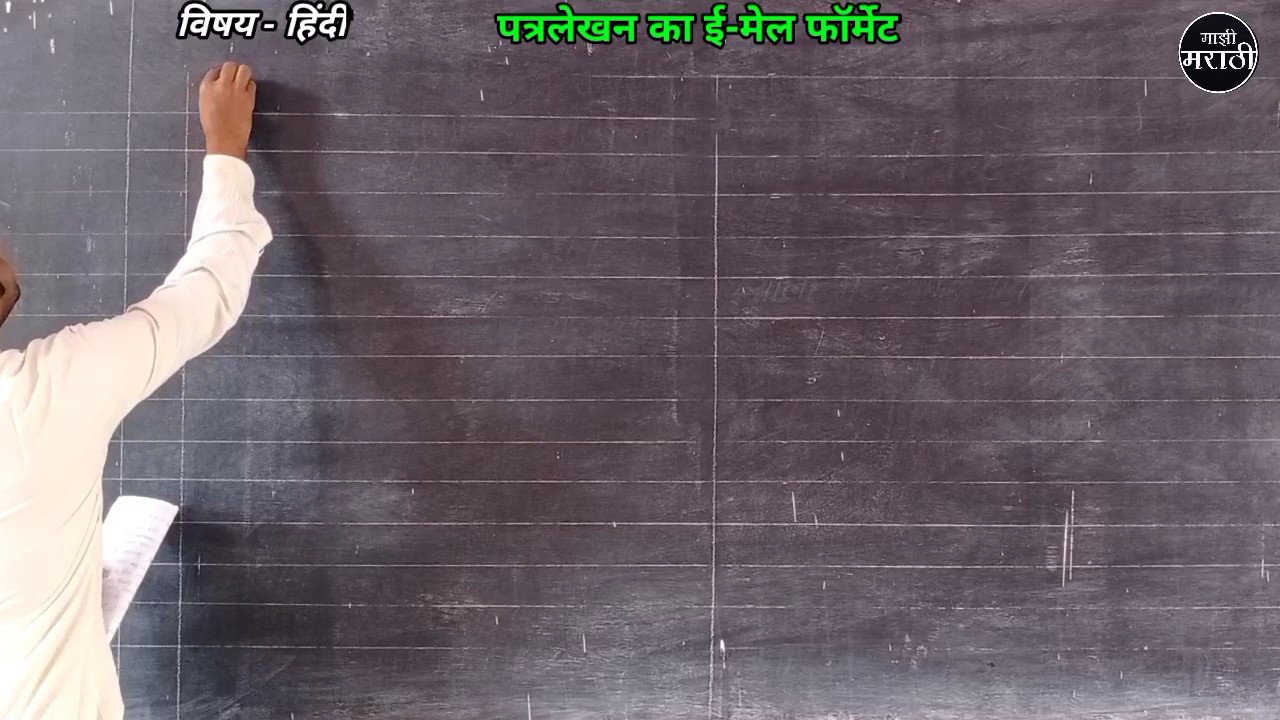 विषय - हिंदी
पत्रलेखन का ई-मेल फॉर्मेट
माझी
मराठी